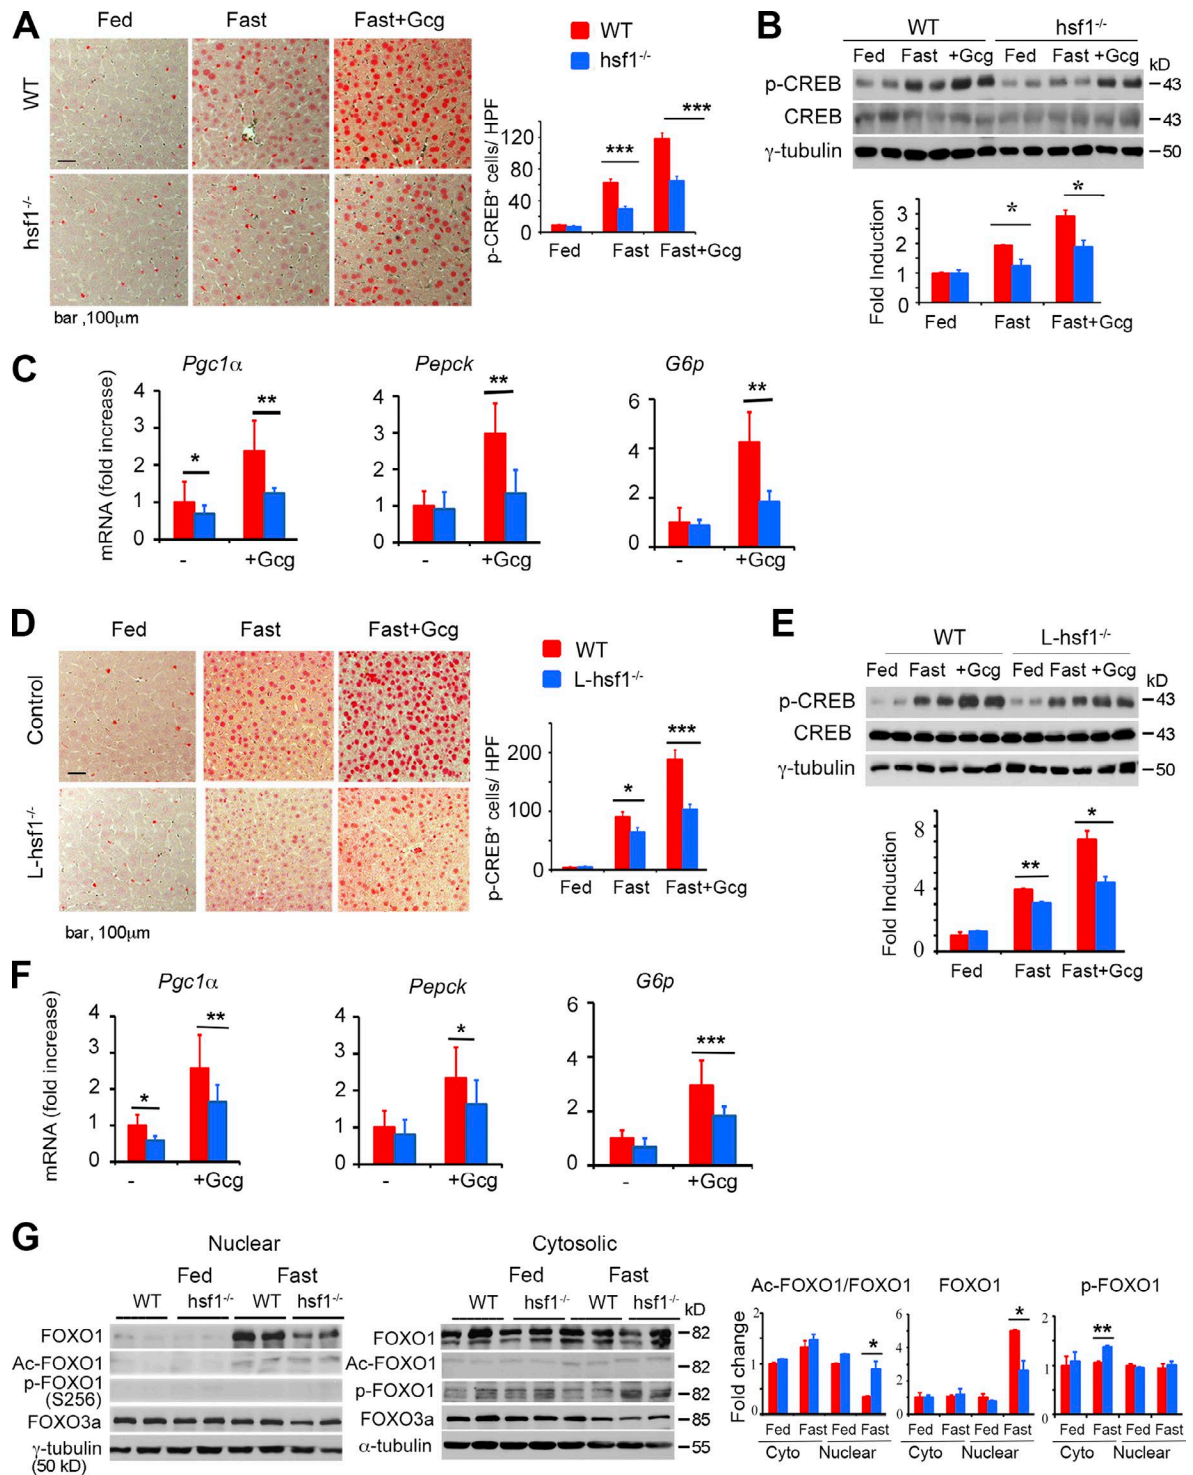 A
Fed Fast Fast+Gcg
WT
hsf1-/-
bar ,100μm
WT
hsf1-/-
p-CREB+ cells/ HPF
120
80
40
0
***
***
Fed Fast Fast+Gcg
B
WT hsf1-/-
Fed Fast +Gcg Fed Fast +Gcg kD
p-CREB 43
CREB 43
γ-tubulin 50
Fold Induction
3
2
1
0
*
*
Fed Fast Fast+Gcg
C
Pgc1α Pepck G6p
mRNA (fold increase)
4
3
2
1
0
*
**
- +Gcg
4
3
2
1
0
**
- +Gcg
6
4
2
0
**
- +Gcg
D
Fed Fast Fast+Gcg
Control
L-hsf1-/-
bar, 100μm
WT
L-hsf1-/-
p-CREB+ cells/ HPF
200
100
0
*
***
Fed Fast Fast+Gcg
E
WT L-hsf1-/-
Fed Fast +Gcg Fed Fast +Gcg kD
p-CREB 43
CREB 43
γ-tubulin 50
Fold Induction
8
4
0
**
*
Fed Fast Fast+Gcg
F
Pgc1α Pepck G6p
mRNA (fold increase)
4
3
2
1
0
*
**
- +Gcg
4
3
2
1
0
*
- +Gcg
6
4
2
0
***
- +Gcg
G
Nuclear
Fed Fast
WT hsf1-/- WT hsf1-/-
FOXO1
Ac-FOXO1
p-FOXO1
(S256)
FOXO3a
γ-tubulin
(50 kD)
Cytosolic
Fed Fast
WT hsf1-/- WT hsf1-/- kD
FOXO1 82
Ac-FOXO1 82
p-FOXO1 82
FOXO3a 85
α-tubulin 55
Ac-FOXO1/FOXO1 FOXO1 p-FOXO1
Fold change
2
1
0
*
Fed Fast Fed Fast
Cyto Nuclear
6
4
2
0
*
Fed Fast Fed Fast
Cyto Nuclear
2
1
0
**
Fed Fast Fed Fast
Cyto Nuclear